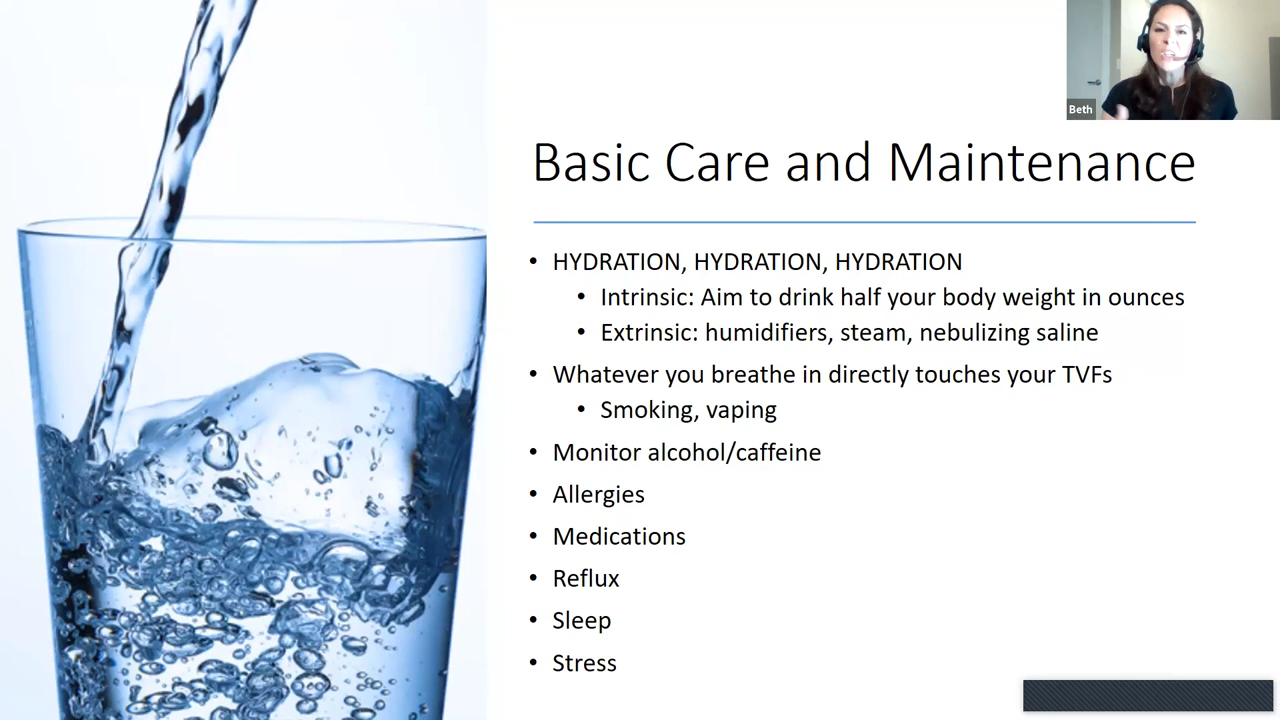 Beth
Basic Care and Maintenance
• HYDRATION, HYDRATION, HYDRATION
• Intrinsic: Aim to drink half your body weight in ounces
• Extrinsic: humidifiers, steam, nebulizing saline
• Whatever you breathe in directly touches your TVFs
• Smoking, vaping
• Monitor alcohol/caffeine
• Allergies
• Medications
• Reflux
• Sleep
• Stress